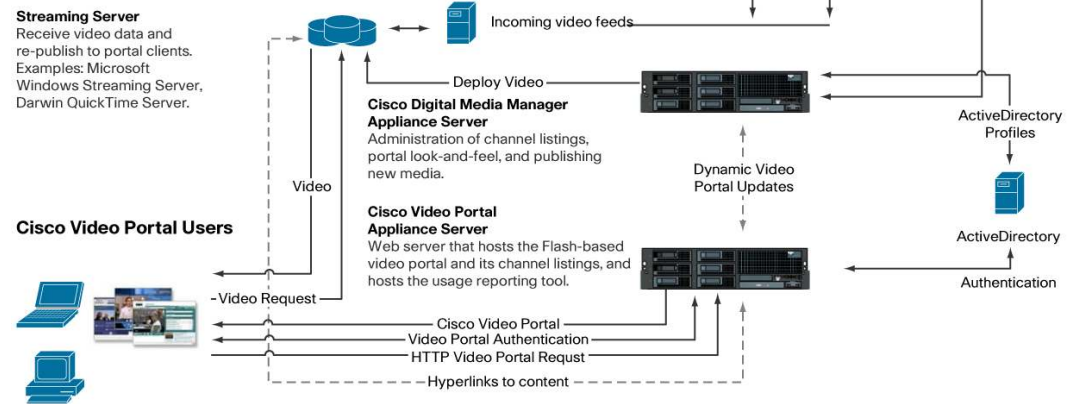 Streaming Server
Receive video data and
re-publish to portal clients.
Examples: Microsoft
Windows Streaming Server,
Darwin QuickTime Server.
Incoming video feeds
Deploy Video
Cisco Digital Media Manager
Appliance Server
Administration of channel listings,
portal look-and-feel, and publishing
new media.
ActiveDirectory
Profiles
Dynamic Video
Portal Updates
Video
Cisco Video Portal
Appliance Server
Web server that hosts the Flash-based
video portal and its channel listings, and
hosts the usage reporting tool.
Cisco Video Portal Users
ActiveDirectory
Authentication
Video Request
Cisco Video Portal
Video Portal Authentication
HTTP Video Portal Requst
Hyperlinks to content